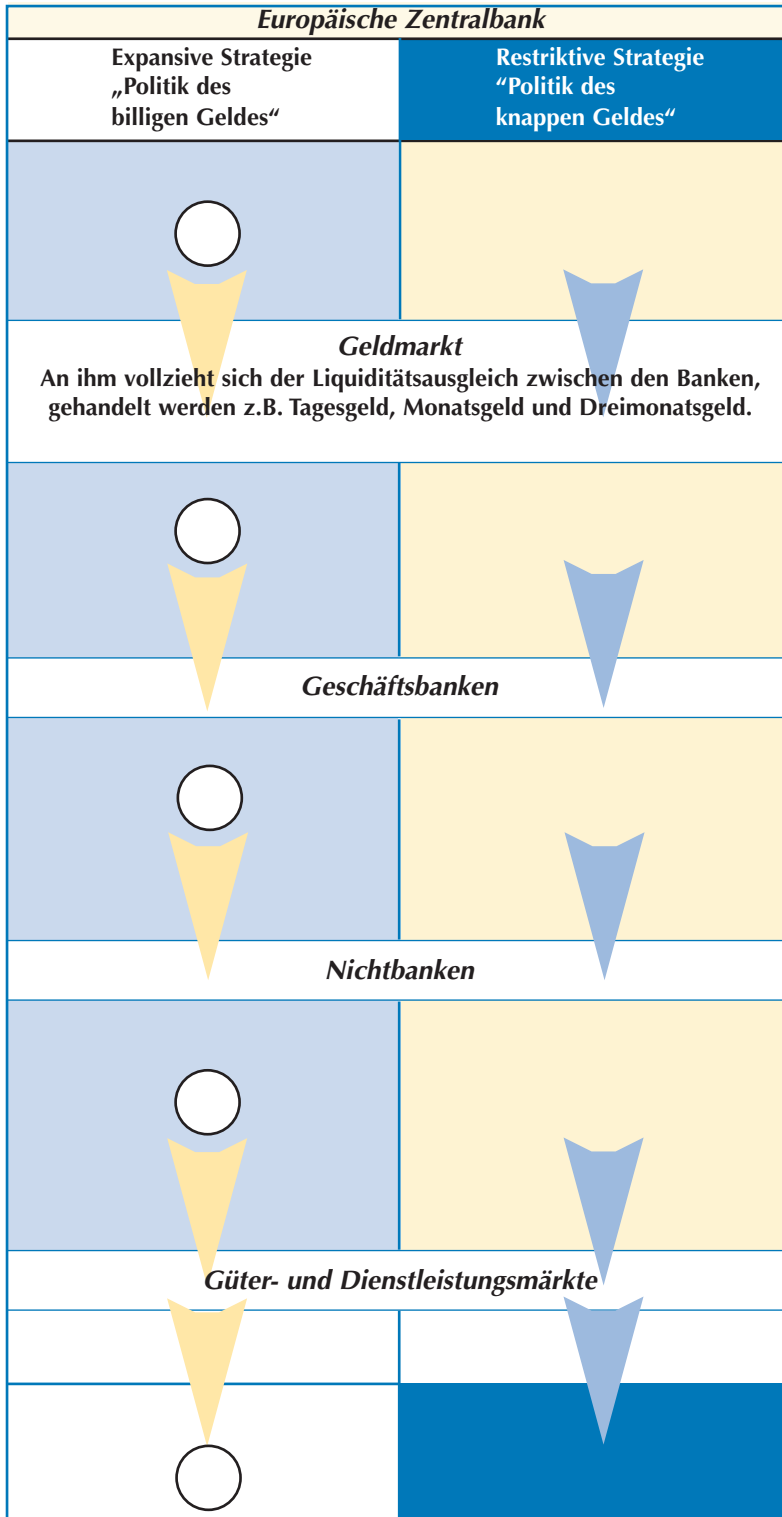 Europäische Zentralbank
Expansive Strategie
„Politik des
billigen Geldes“
Restriktive Strategie
“Politik des
knappen Geldes“
Geldmarkt
An ihm vollzieht sich der Liquiditätsausgleich zwischen den Banken,
gehandelt werden z.B. Tagesgeld, Monatsgeld und Dreimonatsgeld.
Geschäftsbanken
Nichtbanken
Güter- und Dienstleistungsmärkte